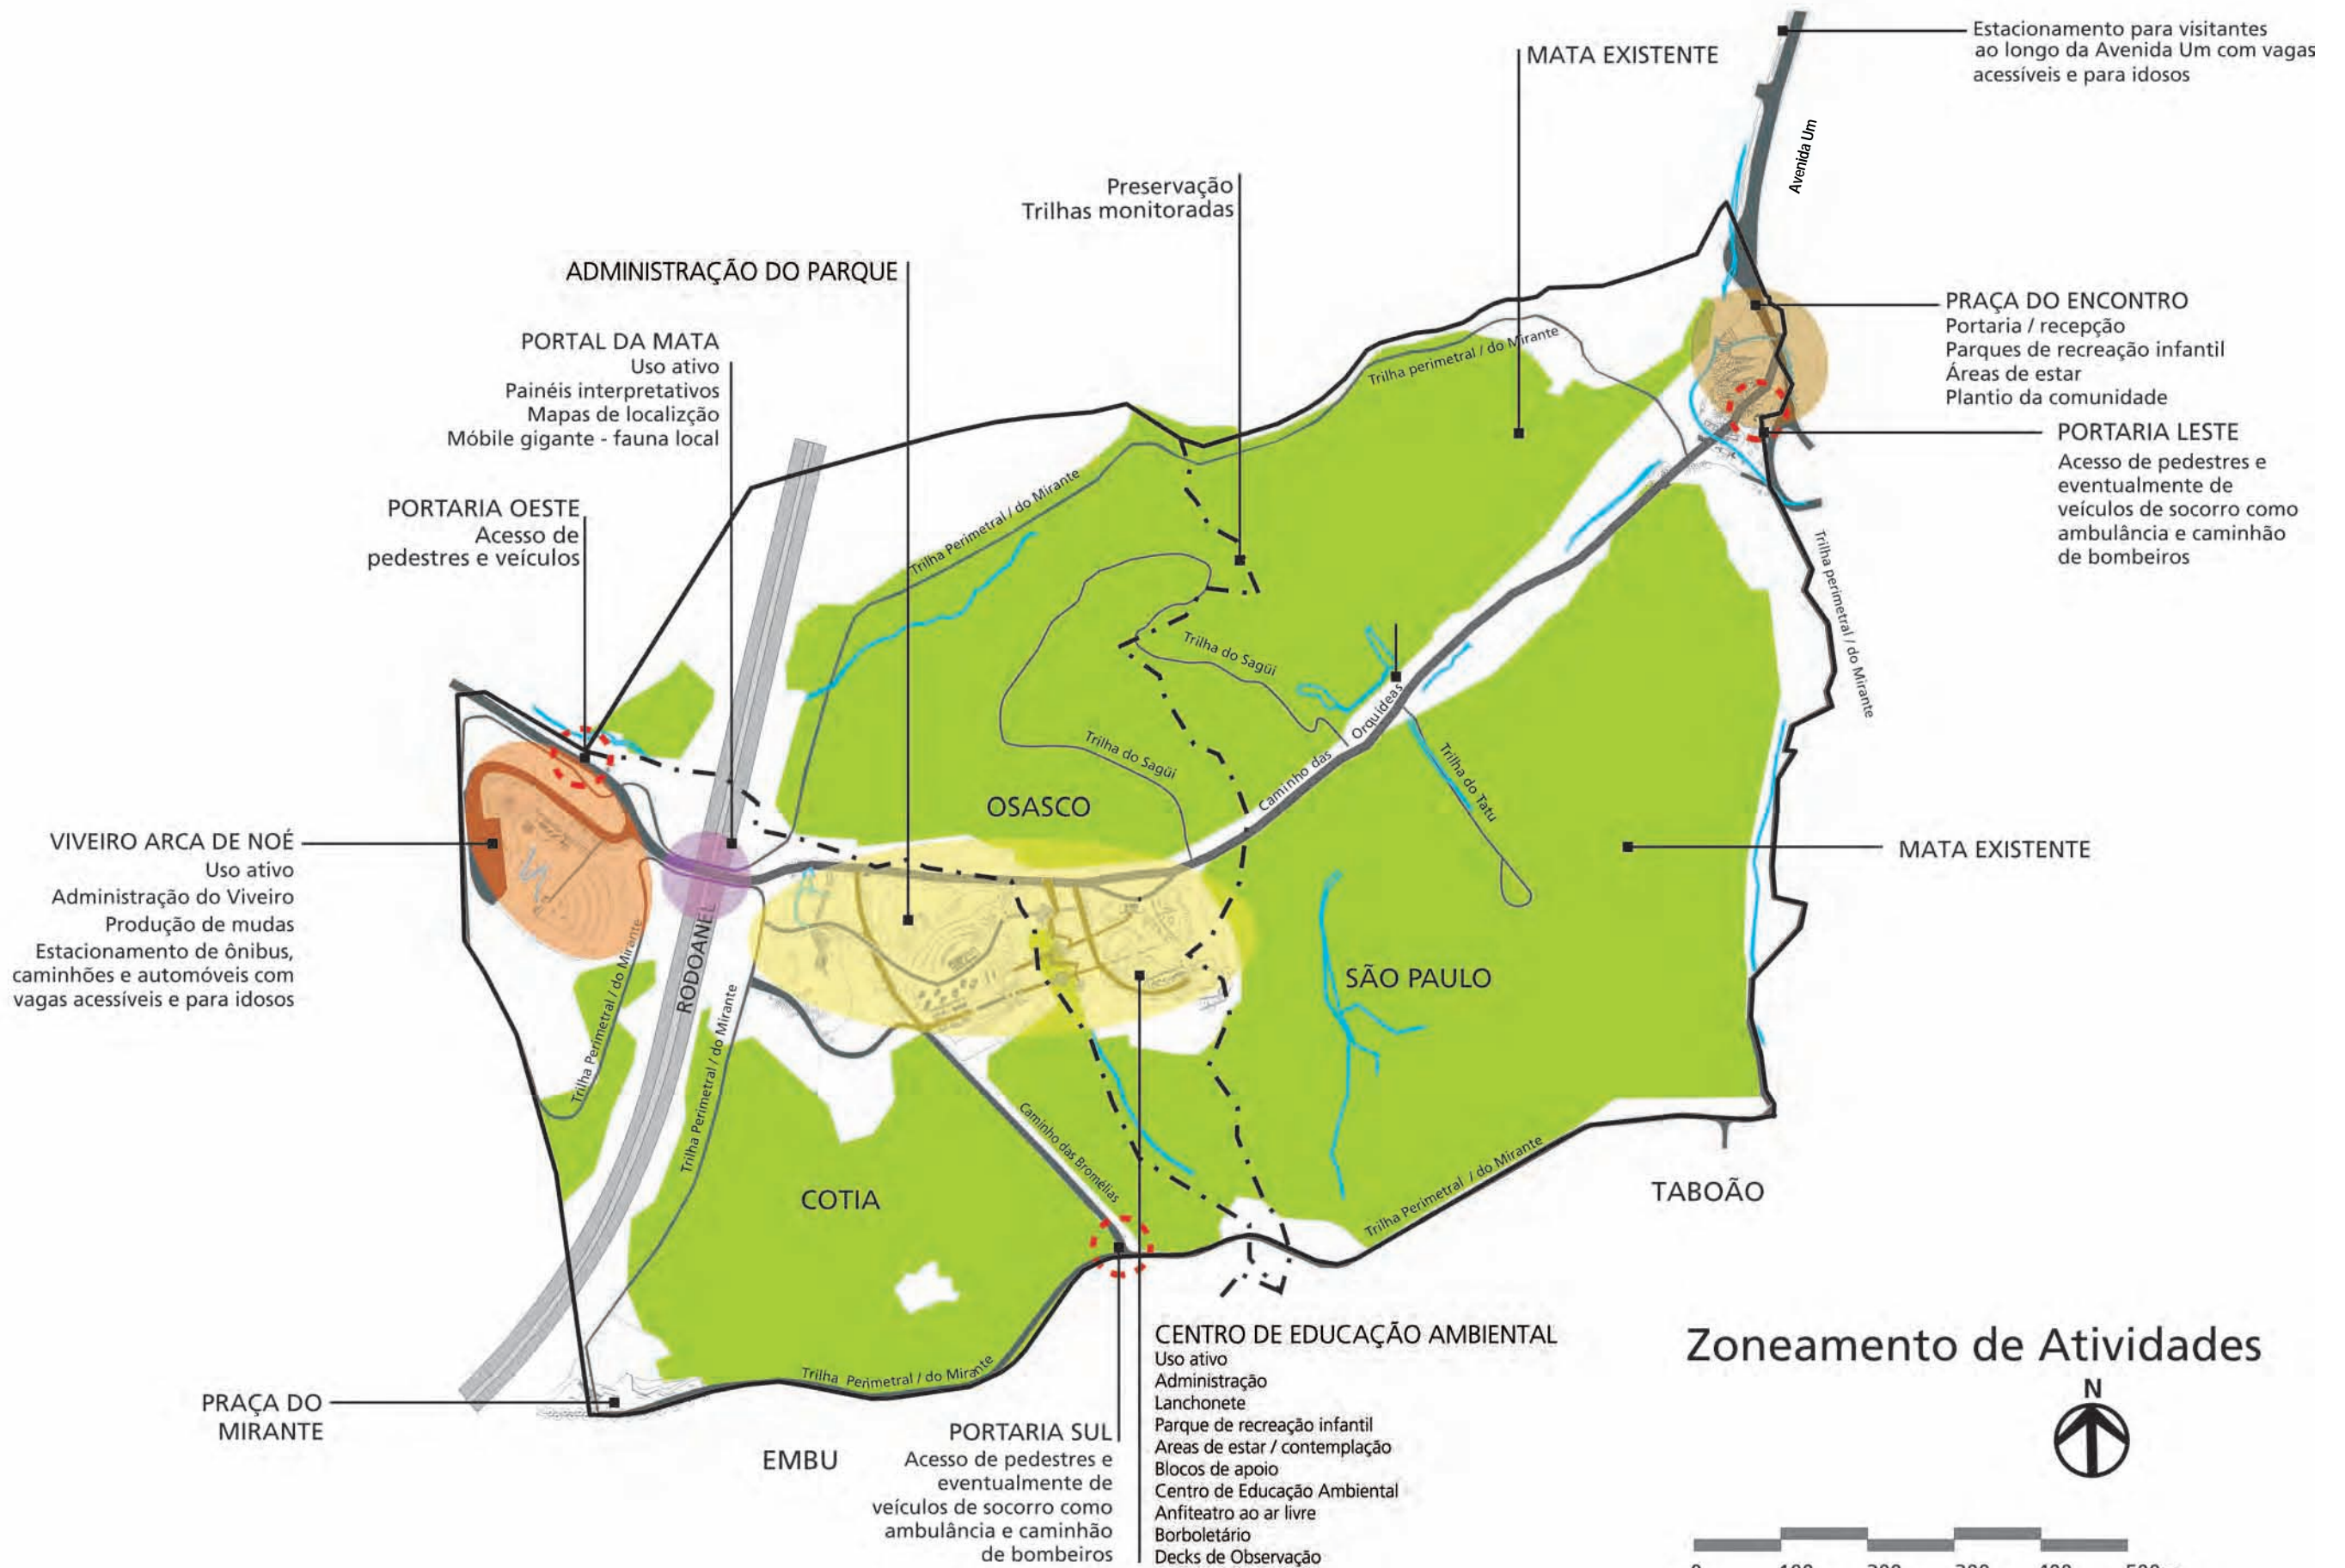 Estacionamento para visitantes
ao longo da Avenida Um com vagas
acessíveis e para idosos
MATA EXISTENTE
Avenida Um
Preservação
Trilhas monitoradas
ADMINISTRAÇÃO DO PARQUE
PRAÇA DO ENCONTRO
Portaria / recepção
Parques de recreação infantil
Áreas de estar
Plantio da comunidade
PORTAL DA MATA
Uso ativo
Painéis interpretativos
Mapas de localizção
Móbile gigante - fauna local
Trilha perimetral / do Mirante
PORTARIA LESTE
Acesso de pedestres e
eventualmente de
veículos de socorro como
ambulância e caminhão
de bombeiros
PORTARIA OESTE
Acesso de
pedestres e veículos
Trilha Perimetral / do Mirante
Trilha perimetral / do Mirante
Trilha do Sagüi
Trilha do Sagüi
Caminho das Orquídeas
Trilha do Tatu
OSASCO
VIVEIRO ARCA DE NOÉ
Uso ativo
Administração do Viveiro
Produção de mudas
Estacionamento de ônibus,
caminhões e automóveis com
vagas acessíveis e para idosos
MATA EXISTENTE
RODOANEL
SÃO PAULO
Trilha Perimetral / do Mirante
Trilha Perimetral / do Mirante
Caminho das Bromélias
COTIA
Trilha Perimetral / do Mirante
TABOÃO
Trilha Perimetral / do Mirante
PRAÇA DO
MIRANTE
EMBU
PORTARIA SUL
Acesso de pedestres e
eventualmente de
veículos de socorro como
ambulância e caminhão
de bombeiros
CENTRO DE EDUCAÇÃO AMBIENTAL
Uso ativo
Administração
Lanchonete
Parque de recreação infantil
Areas de estar / contemplação
Blocos de apoio
Centro de Educação Ambiental
Anfiteatro ao ar livre
Borboletário
Decks de Observação
Zoneamento de Atividades
N
0 100 200 300 400 500